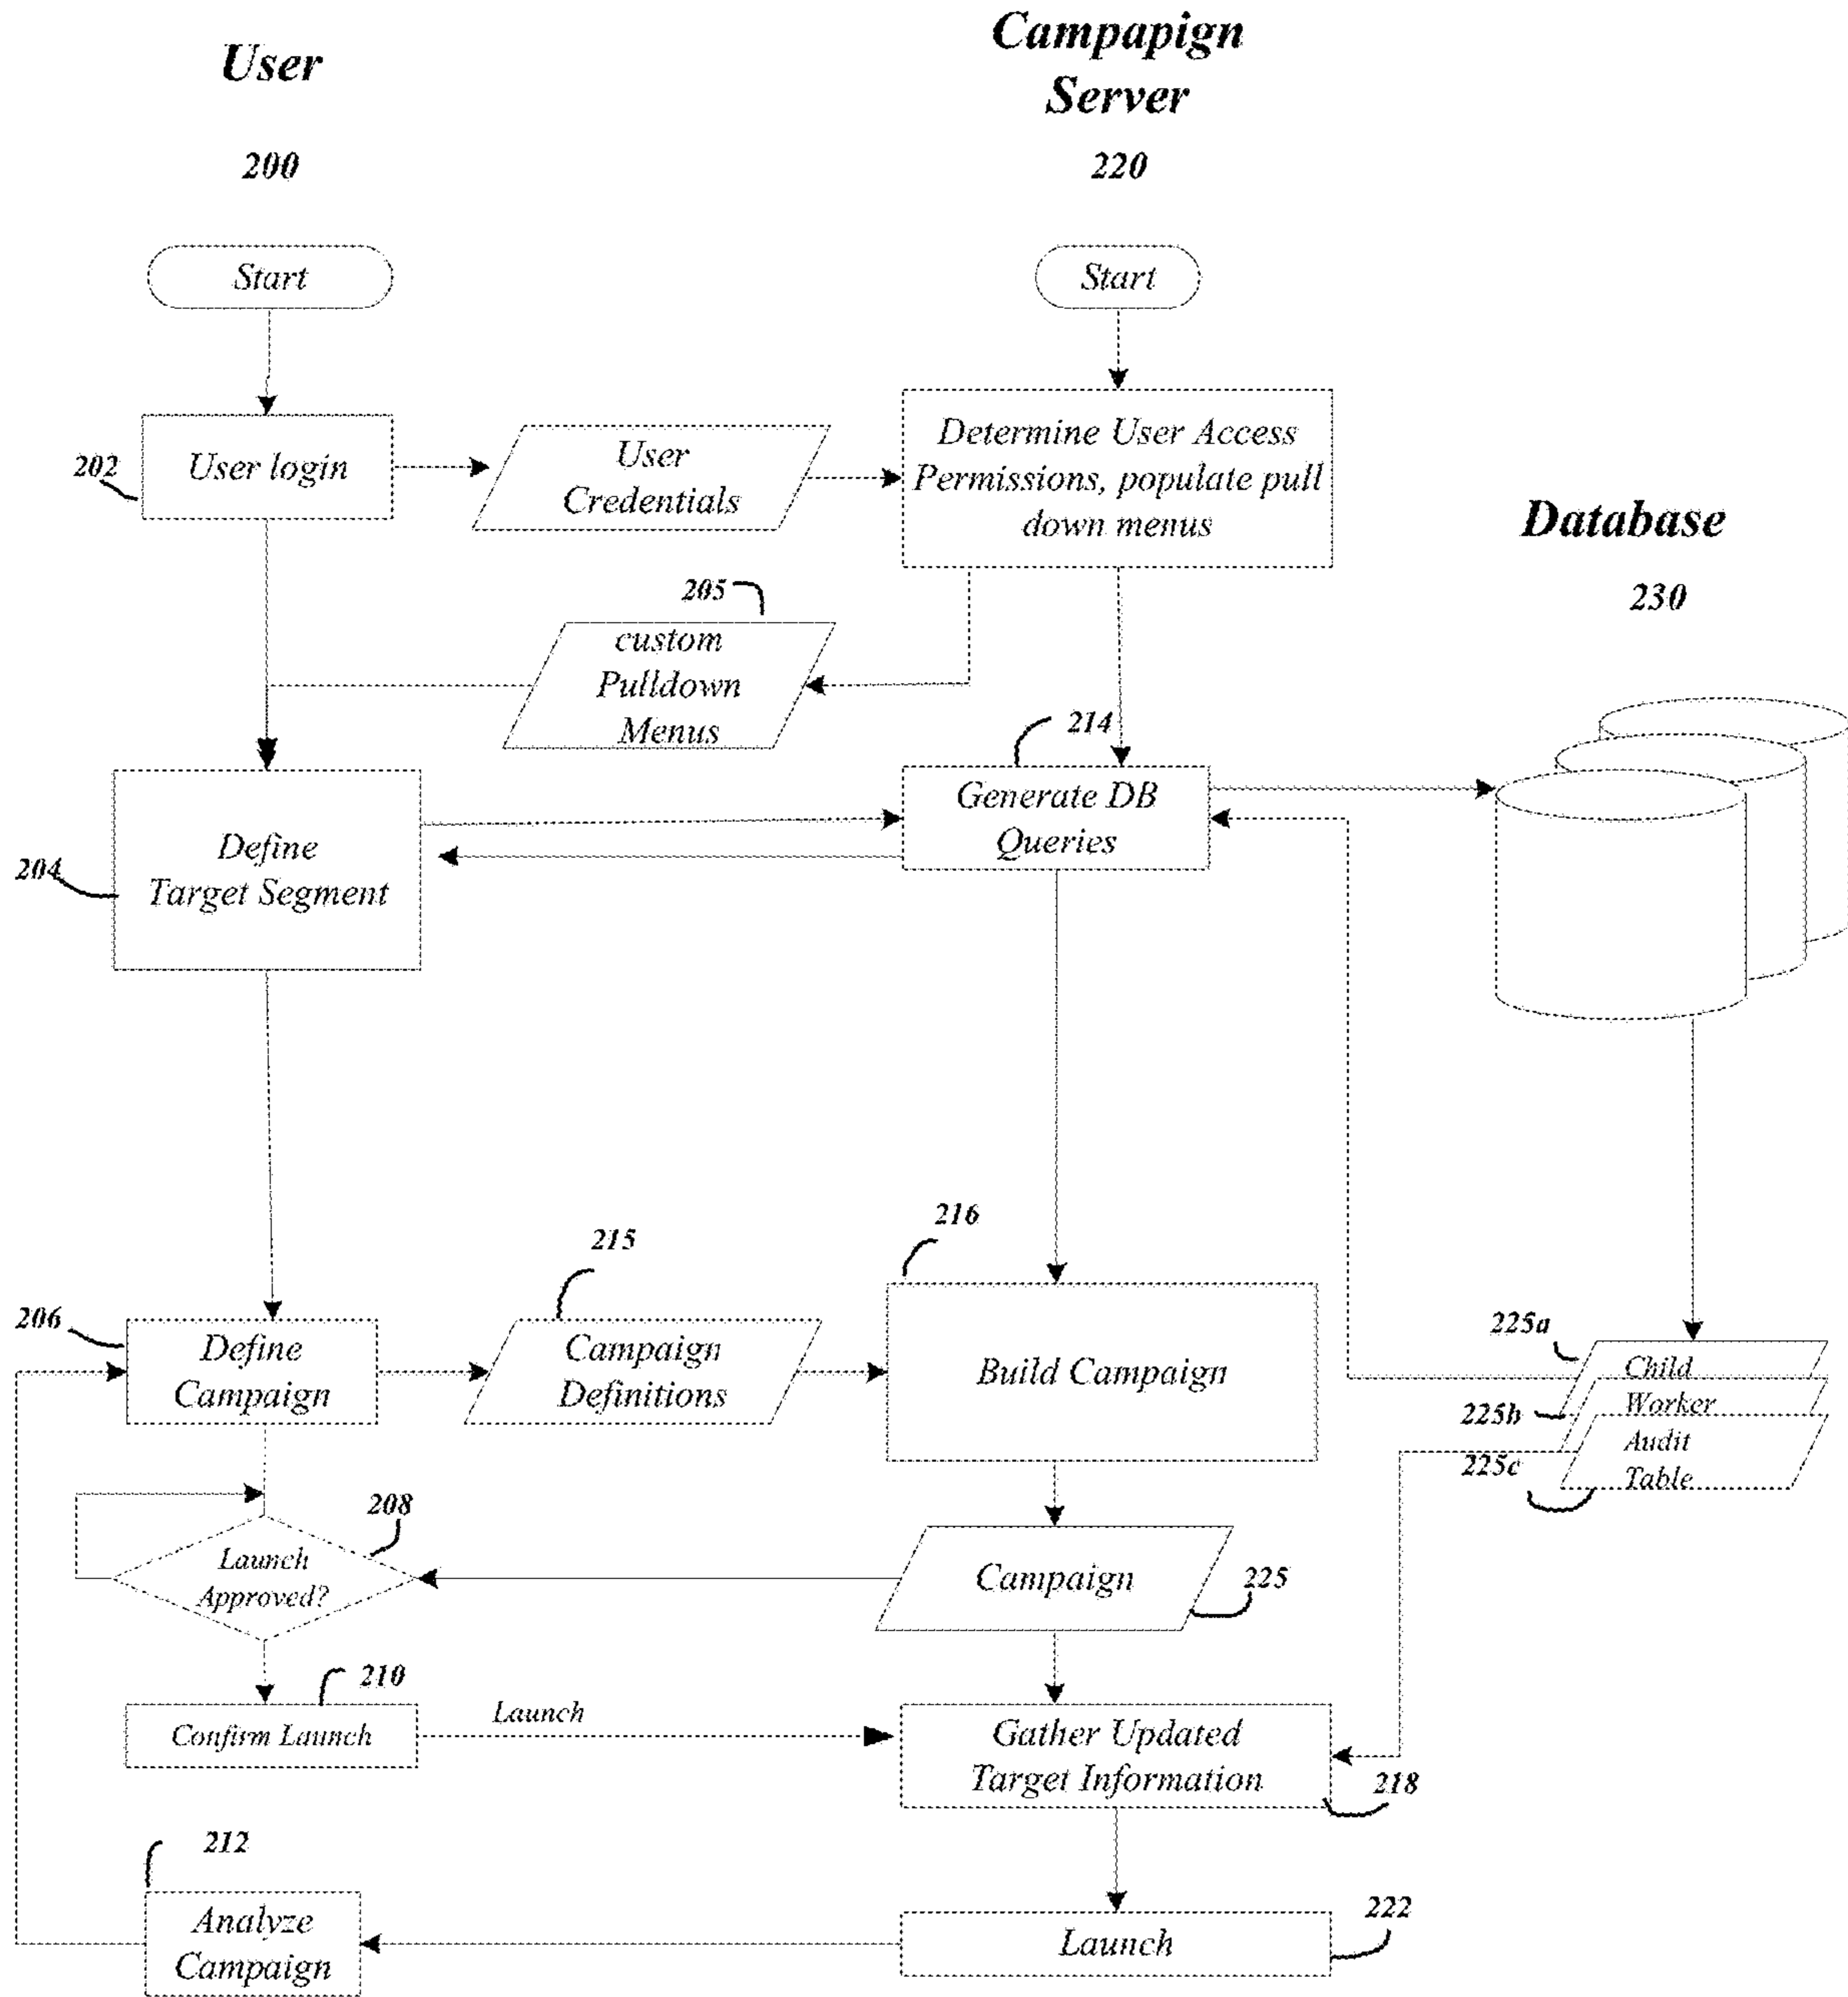 User
200
Campapign
Server
220
Start
Start
202
User login
User
Credentials
Determine User Access
Permissions, populate pull
down menus
Database
230
205
custom
Pulldown
Menus
214
Generate DB
Queries
204
Define
Target Segment
206
Define
Campaign
215
Campaign
Definitions
216
Build Campaign
225a
Child
225b
Worker
225c
Audit
Table
208
Launch
Approved?
Campaign
225
210
Confirm Launch
Launch
Gather Updated
Target Information
218
212
Analyze
Campaign
Launch
222